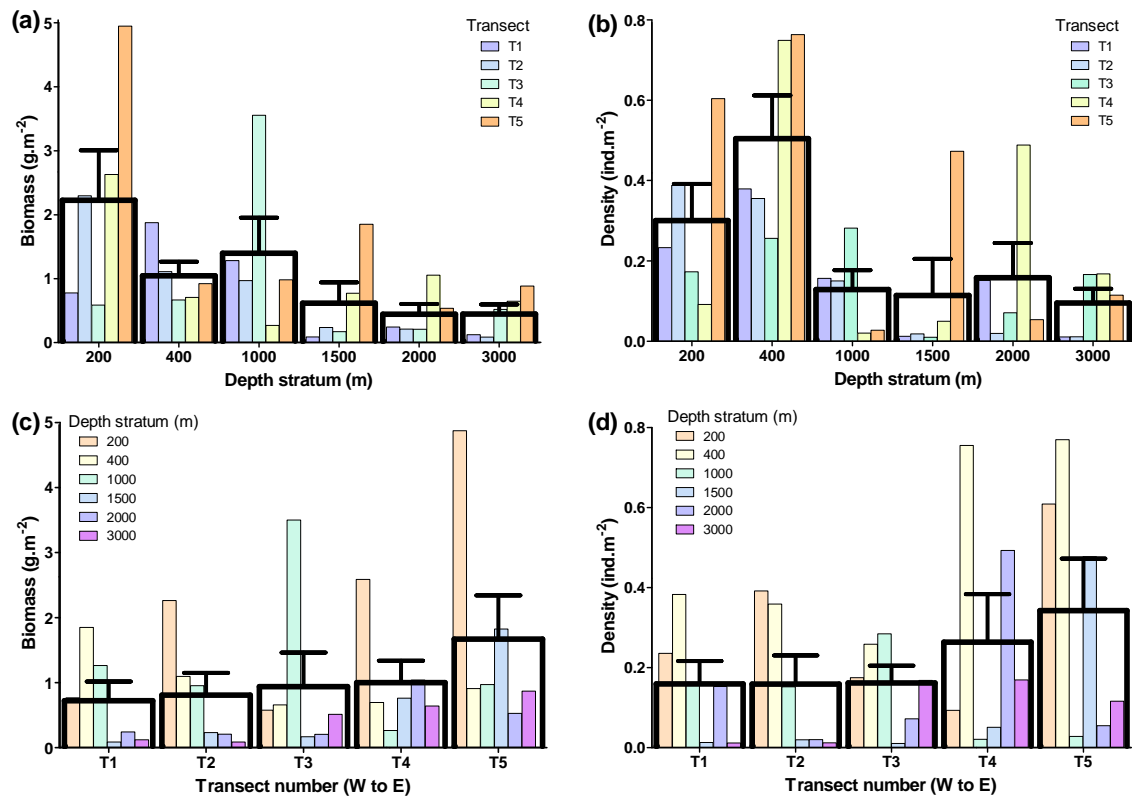 (a)
Transect
T1
T2
T3
T4
T5
Biomass (g.m⁻²)
5
4
3
2
1
0
200 400 1000 1500 2000 3000
Depth stratum (m)
(b)
Transect
T1
T2
T3
T4
T5
Density (ind.m⁻²)
0.8
0.6
0.4
0.2
0.0
200 400 1000 1500 2000 3000
Depth stratum (m)
(c)
Depth stratum (m)
200
400
1000
1500
2000
3000
Biomass (g.m⁻²)
5
4
3
2
1
0
T1 T2 T3 T4 T5
Transect number (W to E)
(d)
Depth stratum (m)
200
400
1000
1500
2000
3000
Density (ind.m⁻²)
0.8
0.6
0.4
0.2
0.0
T1 T2 T3 T4 T5
Transect number (W to E)